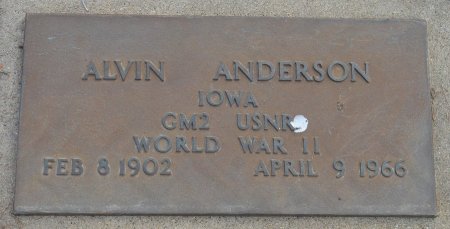 ALVIN ANDERSON
IOWA
GM2 USNR
WORLD WAR II
FEB 8 1902 APRIL 9 1966